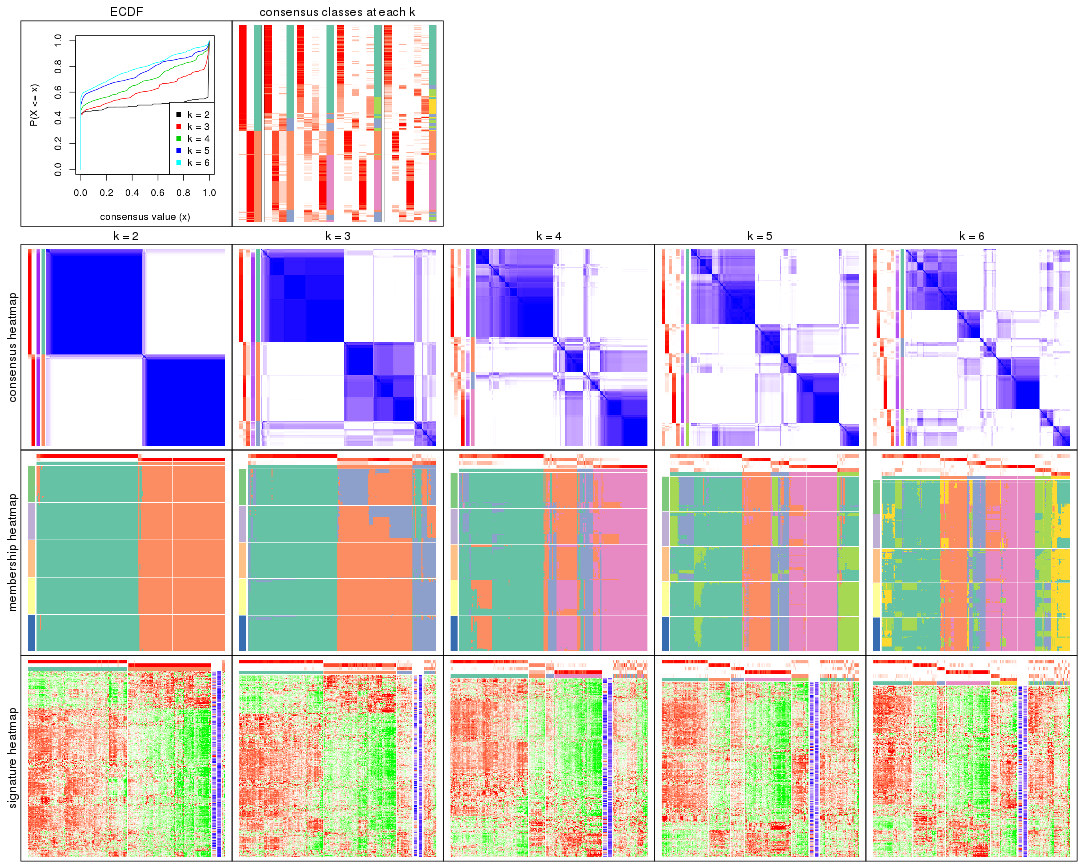 ECDF
consensus classes at each k
P(X <= x)
1.0
0.8
0.6
0.4
0.2
0.0
k = 2
k = 3
k = 4
k = 5
k = 6
0.0 0.2 0.4 0.6 0.8 1.0
consensus value (x)
k = 2 k = 3 k = 4 k = 5 k = 6
consensus heatmap
membership heatmap
signature heatmap